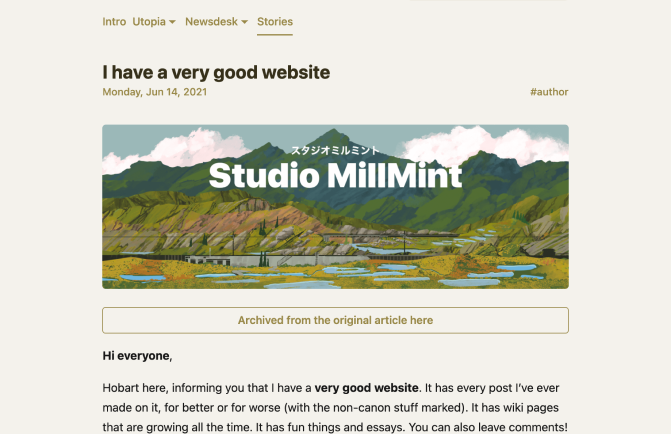 Intro Utopia Newsdesk Stories
I have a very good website
Monday, Jun 14, 2021 #author
スタジオミルミント
Studio MillMint
Archived from the original article here
Hi everyone,
Hobart here, informing you that I have a very good website. It has every post I've ever
made on it, for better or for worse (with the non-canon stuff marked). It has wiki pages
that are growing all the time. It has fun things and essays. You can also leave comments!